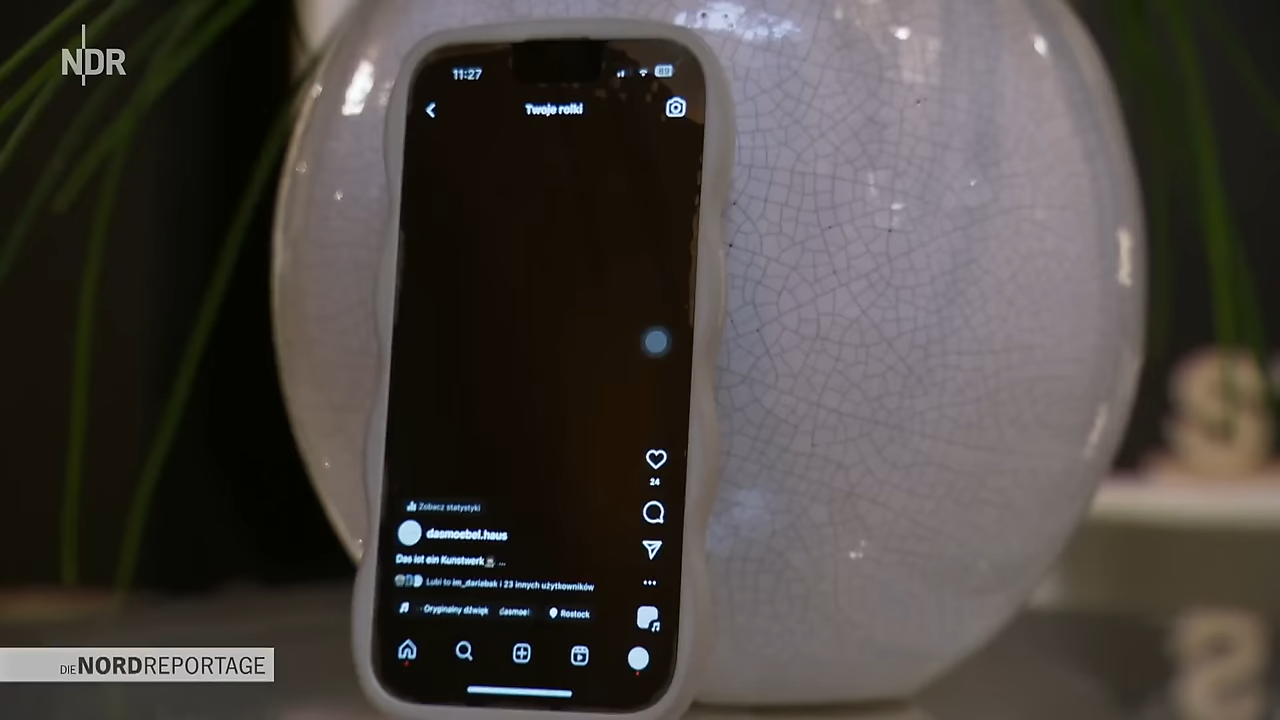 NDR
11:27
89
Twoje rolki
24
Zobacz statystyki
dasmoebel.haus
Das ist ein Kunstwerk ...
Lubi to im_dariabak i 23 innych użytkowników
Oryginalny dźwięk dasmoe Rostock
DIE NORDREPORTAGE
S
S